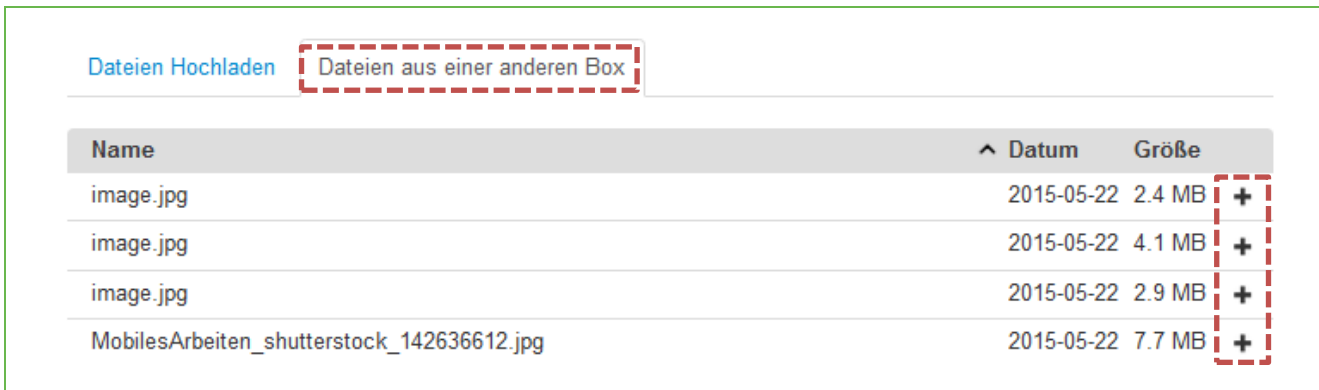 Dateien Hochladen Dateien aus einer anderen Box
Name Datum Größe
image.jpg 2015-05-22 2.4 MB +
image.jpg 2015-05-22 4.1 MB +
image.jpg 2015-05-22 2.9 MB +
MobilesArbeiten_shutterstock_142636612.jpg 2015-05-22 7.7 MB +